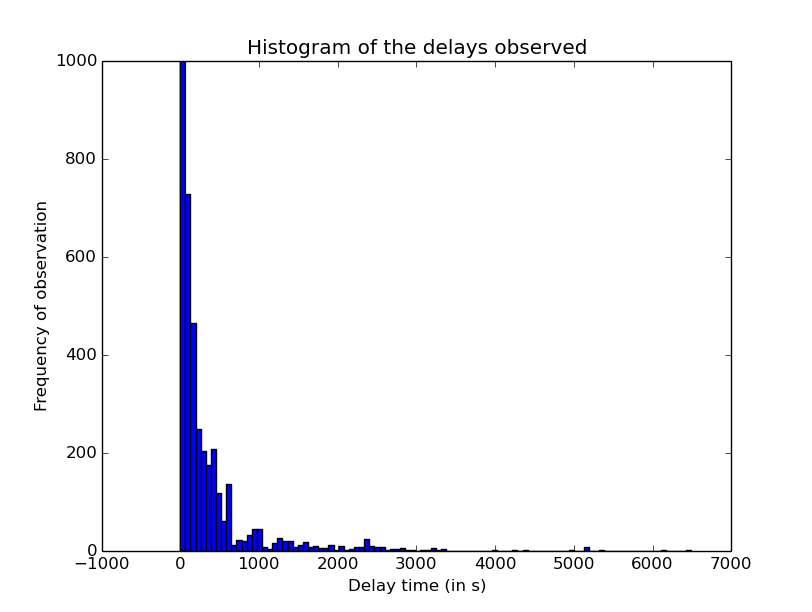 Histogram of the delays observed
1000
800
600
400
200
0
Frequency of observation
−1000 0 1000 2000 3000 4000 5000 6000 7000
Delay time (in s)